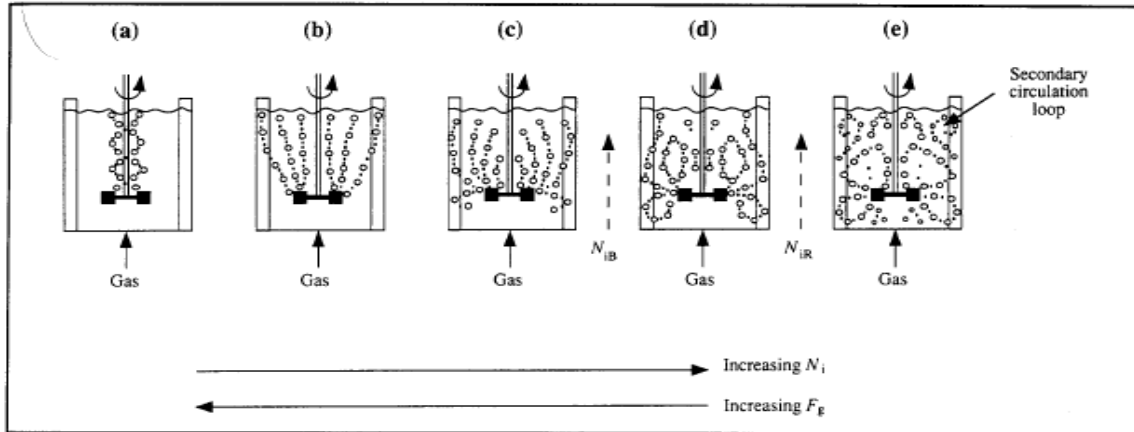 (a) (b) (c) (d) (e)
Secondary
circulation
loop
N_iB N_iR
Gas Gas Gas Gas Gas
Increasing N_i
Increasing F_g